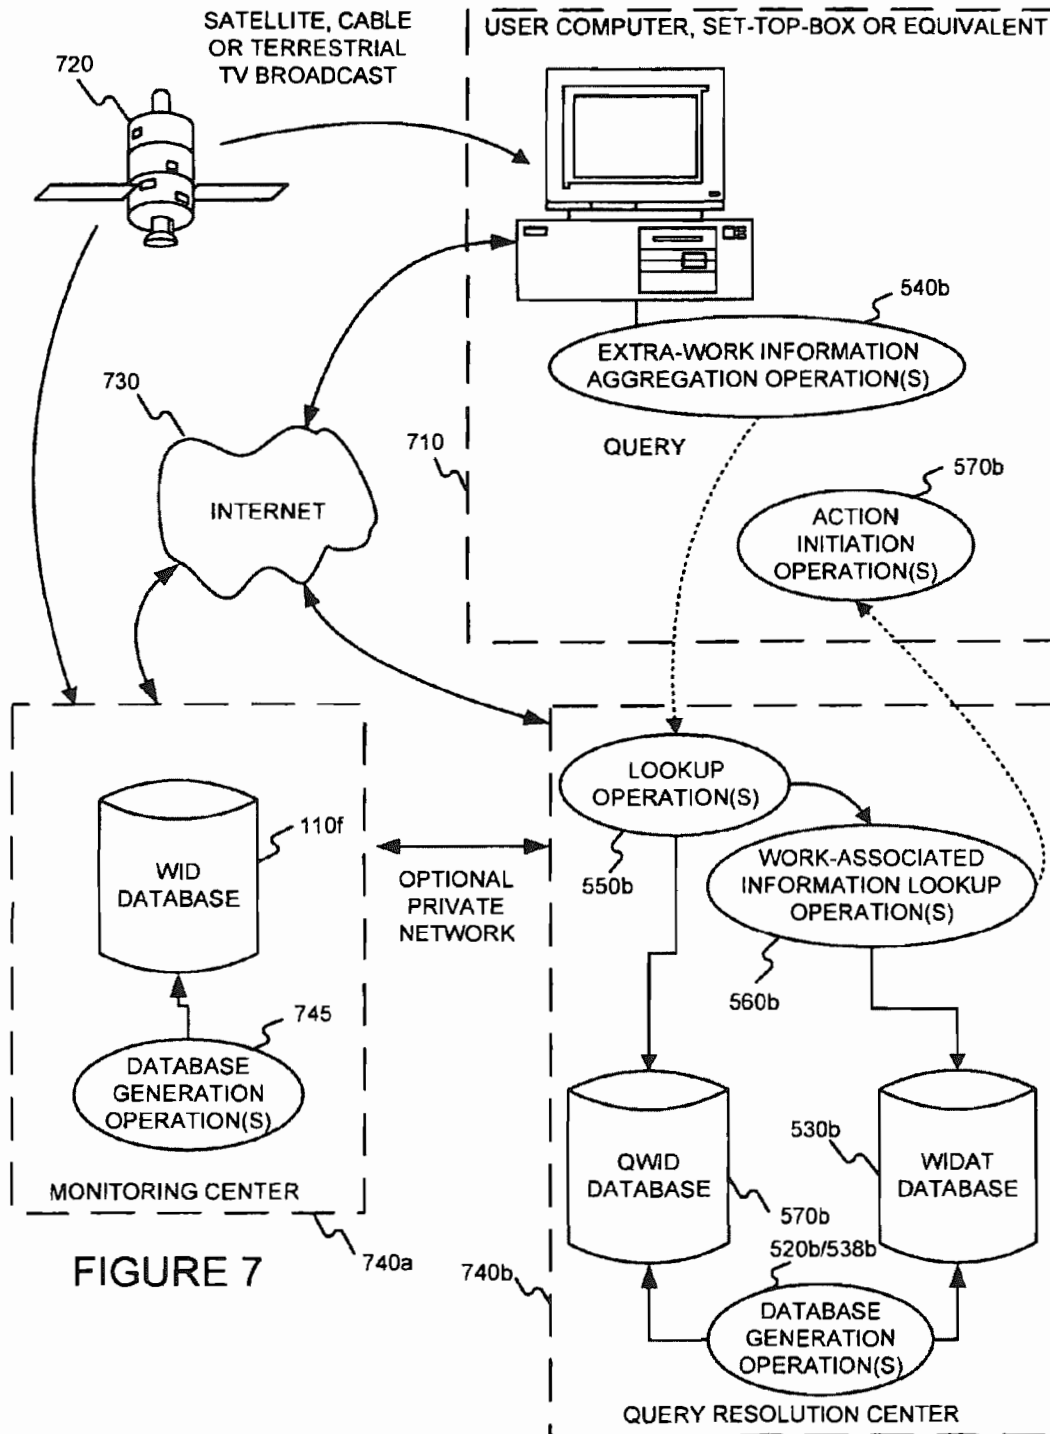 SATELLITE, CABLE
OR TERRESTRIAL
TV BROADCAST
USER COMPUTER, SET-TOP-BOX OR EQUIVALENT
720
540b
EXTRA-WORK INFORMATION
AGGREGATION OPERATION(S)
730
710
QUERY
570b
INTERNET
ACTION
INITIATION
OPERATION(S)
LOOKUP
OPERATION(S)
110f
WID
DATABASE
550b
WORK-ASSOCIATED
INFORMATION LOOKUP
OPERATION(S)
OPTIONAL
PRIVATE
NETWORK
560b
745
DATABASE
GENERATION
OPERATION(S)
530b
QWID
DATABASE
WIDAT
DATABASE
MONITORING CENTER
570b
740a
FIGURE 7
740b
520b/538b
DATABASE
GENERATION
OPERATION(S)
QUERY RESOLUTION CENTER